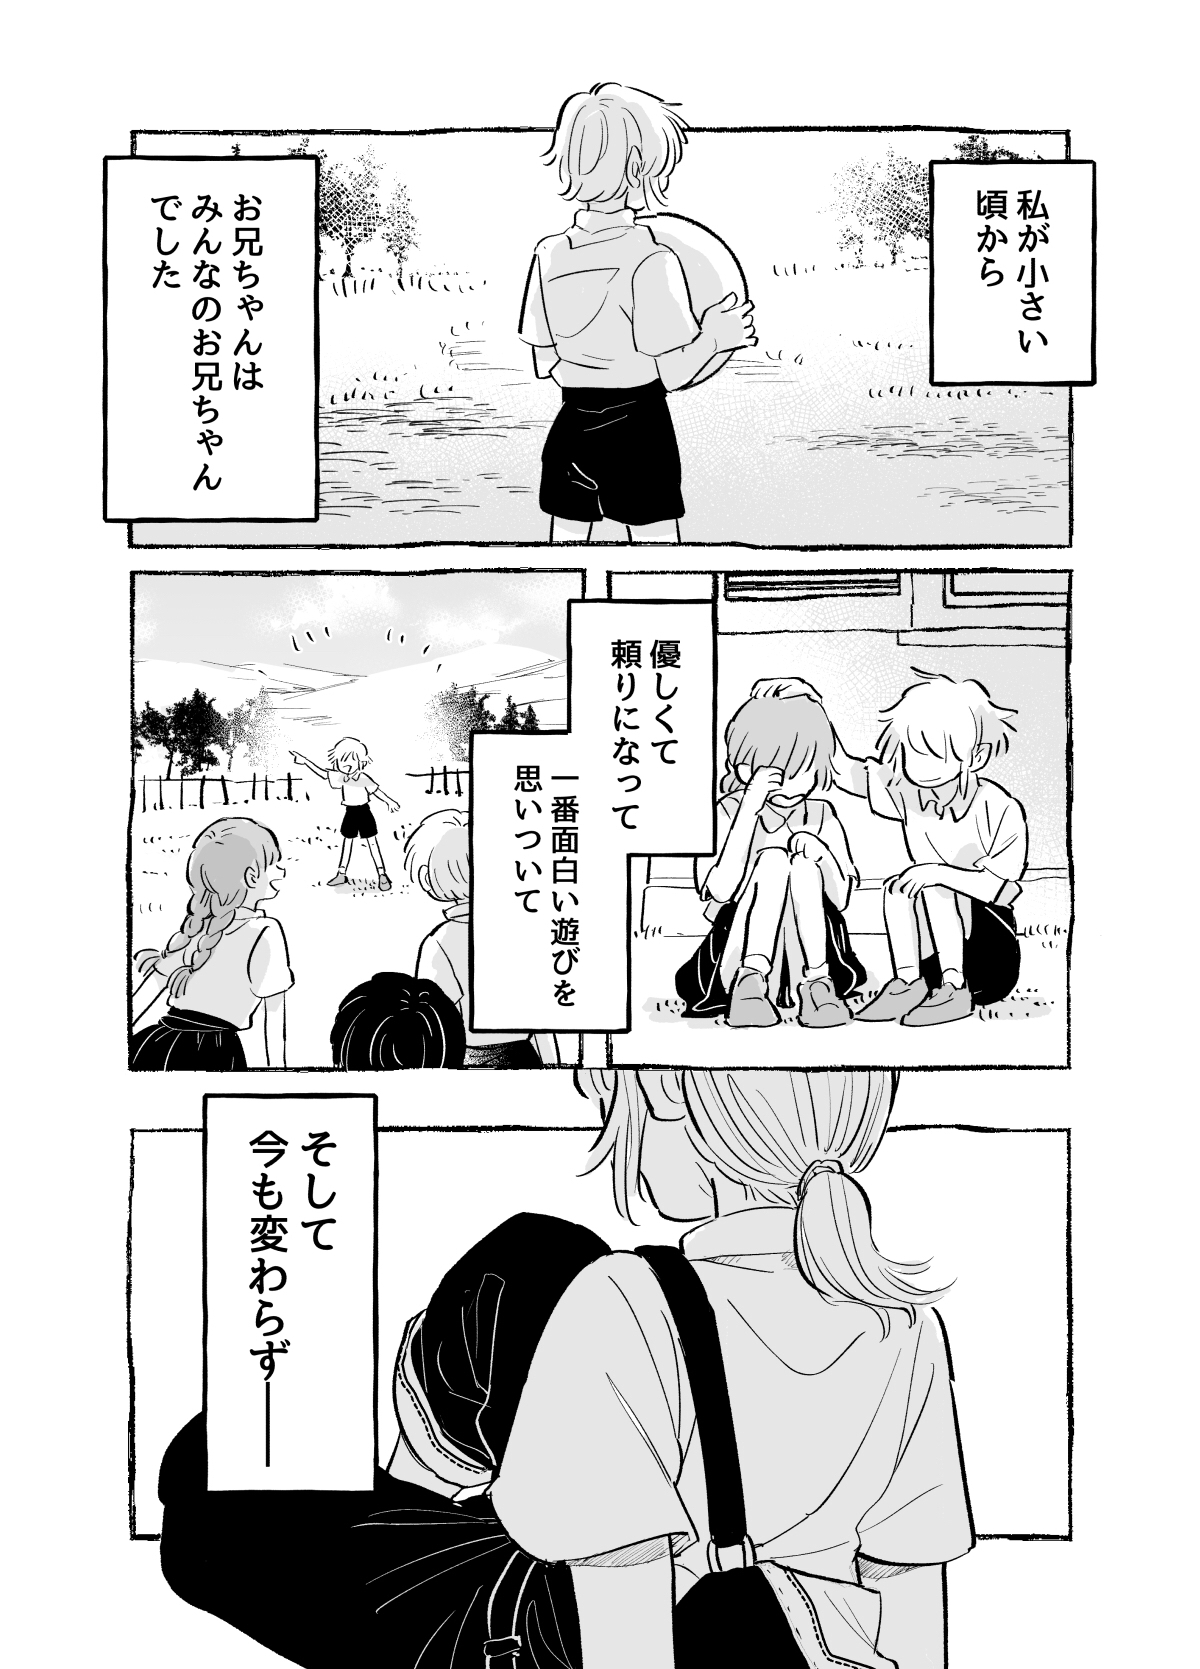 私が小さい
頃から
お兄ちゃんは
みんなのお兄ちゃん
でした
優しくて
頼りになって
一番面白い遊びを
思いついて
そして
今も変わらず――